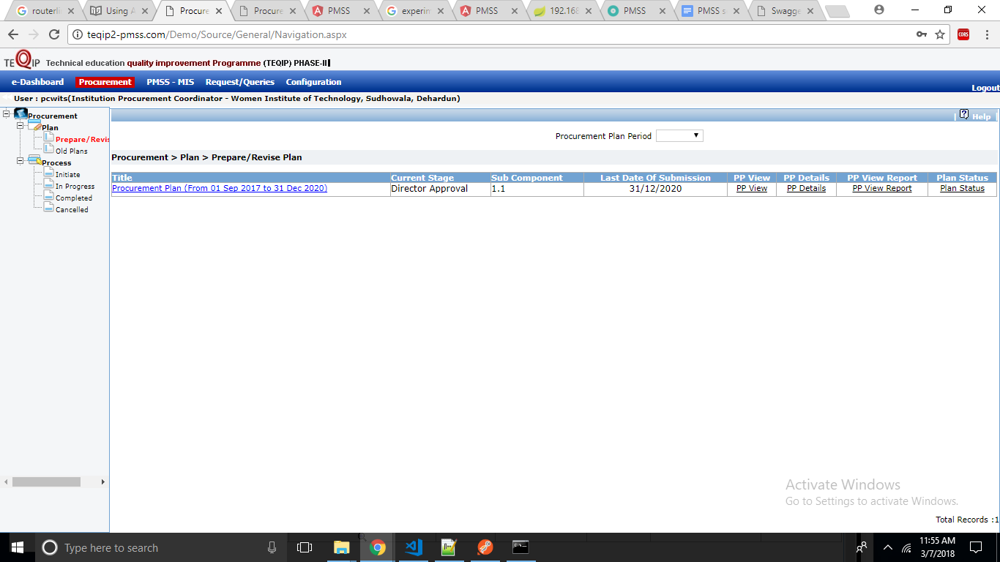 routerli
Using A
Procure
Procure
PMSS
experim
PMSS
192.168
PMSS
PMSS s
Swagge
teqip2-pmss.com/Demo/Source/General/Navigation.aspx
CORS
TEQIP Technical education quality improvement Programme (TEQIP) PHASE-III
e-Dashboard Procurement PMSS - MIS Request/Queries Configuration
Logout
User : pcwits(Institution Procurement Coordinator - Women Institute of Technology, Sudhowala, Dehardun)
Procurement
Plan
Prepare/Revis
Old Plans
Process
Initiate
In Progress
Completed
Cancelled
| ? Help |
Procurement Plan Period
Procurement > Plan > Prepare/Revise Plan
Title Current Stage Sub Component Last Date Of Submission PP View PP Details PP View Report Plan Status
Procurement Plan (From 01 Sep 2017 to 31 Dec 2020) Director Approval 1.1 31/12/2020 PP View PP Details PP View Report Plan Status
Activate Windows
Go to Settings to activate Windows.
Total Records :1
Type here to search
11:55 AM
3/7/2018